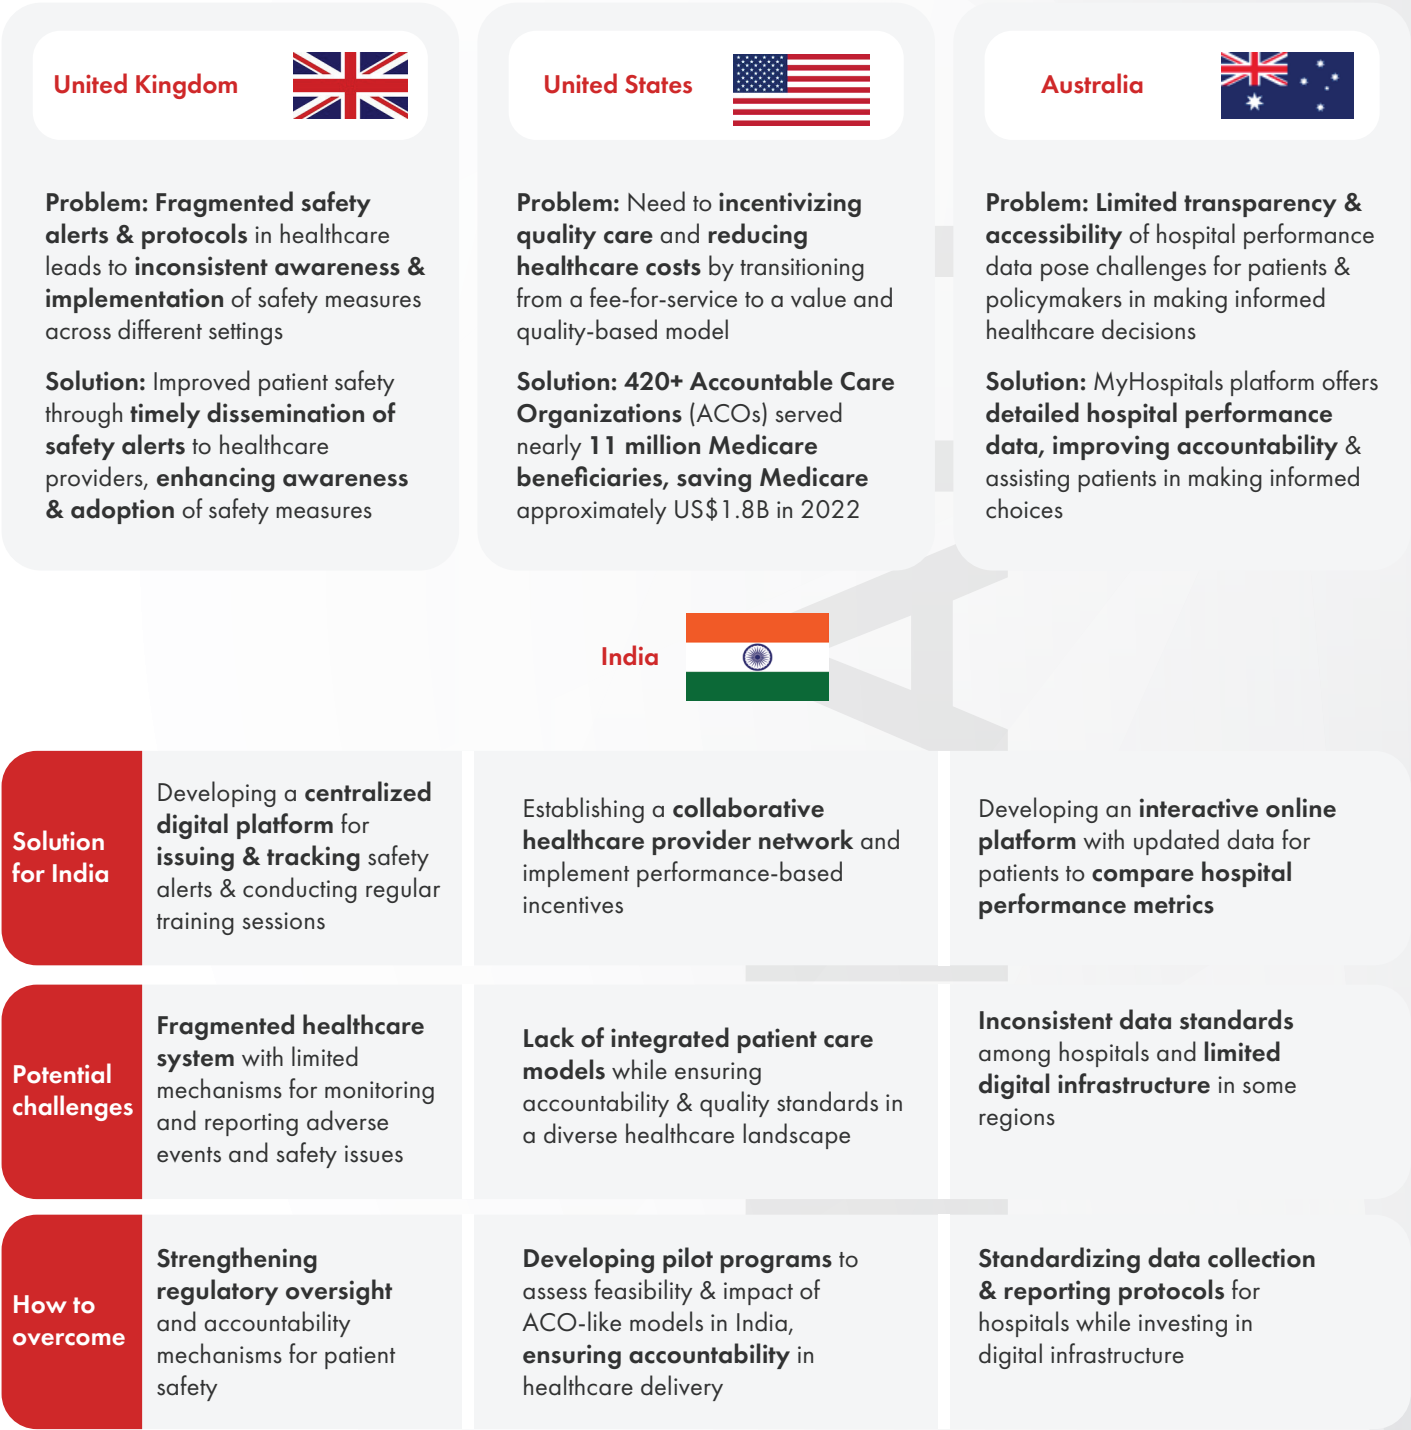 United Kingdom
Problem: Fragmented safety
alerts & protocols in healthcare
leads to inconsistent awareness &
implementation of safety measures
across different settings
Solution: Improved patient safety
through timely dissemination of
safety alerts to healthcare
providers, enhancing awareness
& adoption of safety measures
United States
Problem: Need to incentivizing
quality care and reducing
healthcare costs by transitioning
from a fee-for-service to a value and
quality-based model
Solution: 420+ Accountable Care
Organizations (ACOs) served
nearly 11 million Medicare
beneficiaries, saving Medicare
approximately US$1.8B in 2022
Australia
Problem: Limited transparency &
accessibility of hospital performance
data pose challenges for patients &
policymakers in making informed
healthcare decisions
Solution: MyHospitals platform offers
detailed hospital performance
data, improving accountability &
assisting patients in making informed
choices
India
Solution
for India
Developing a centralized
digital platform for
issuing & tracking safety
alerts & conducting regular
training sessions
Establishing a collaborative
healthcare provider network and
implement performance-based
incentives
Developing an interactive online
platform with updated data for
patients to compare hospital
performance metrics
Potential
challenges
Fragmented healthcare
system with limited
mechanisms for monitoring
and reporting adverse
events and safety issues
Lack of integrated patient care
models while ensuring
accountability & quality standards in
a diverse healthcare landscape
Inconsistent data standards
among hospitals and limited
digital infrastructure in some
regions
How to
overcome
Strengthening
regulatory oversight
and accountability
mechanisms for patient
safety
Developing pilot programs to
assess feasibility & impact of
ACO-like models in India,
ensuring accountability in
healthcare delivery
Standardizing data collection
& reporting protocols for
hospitals while investing in
digital infrastructure